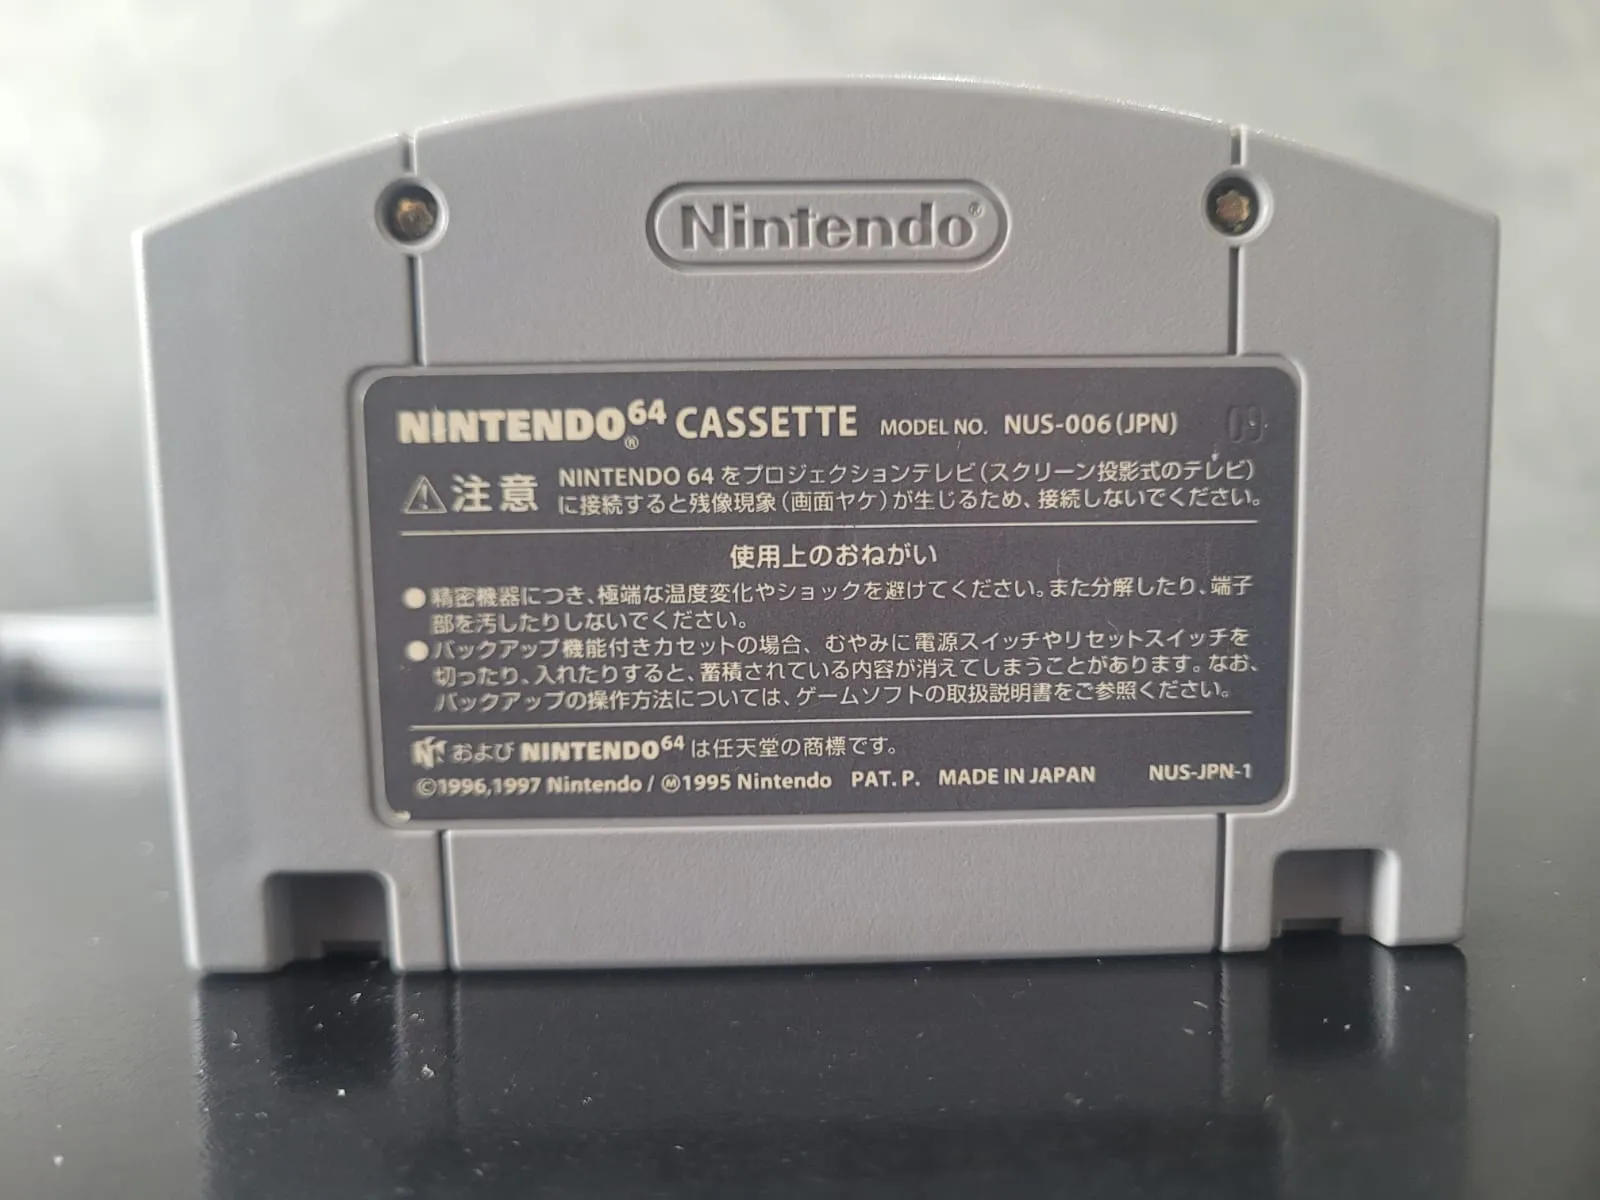 Nintendo®
NINTENDO®64 CASSETTE MODEL NO. NUS-006(JPN) 09
⚠注意 NINTENDO 64 をプロジェクションテレビ(スクリーン投影式のテレビ)
に接続すると残像現象(画面ヤケ)が生じるため、接続しないでください。
使用上のおねがい
●精密機器につき、極端な温度変化やショックを避けてください。また分解したり、端子
部を汚したりしないでください。
●バックアップ機能付きカセットの場合、むやみに電源スイッチやリセットスイッチを
切ったり、入れたりすると、蓄積されている内容が消えてしまうことがあります。なお、
バックアップの操作方法については、ゲームソフトの取扱説明書をご参照ください。
および NINTENDO64 は任天堂の商標です。
©1996,1997 Nintendo / Ⓜ1995 Nintendo PAT. P. MADE IN JAPAN NUS-JPN-1